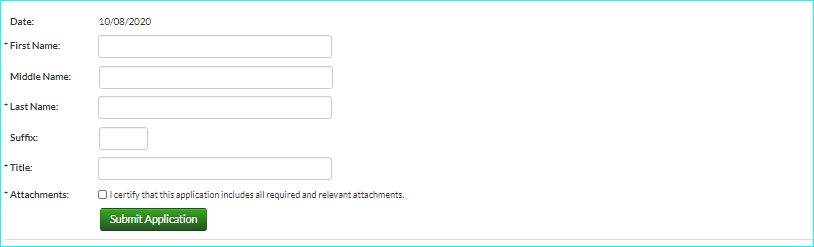 Date: 10/08/2020
* First Name:
Middle Name:
* Last Name:
Suffix:
* Title:
* Attachments: I certify that this application includes all required and relevant attachments.
Submit Application